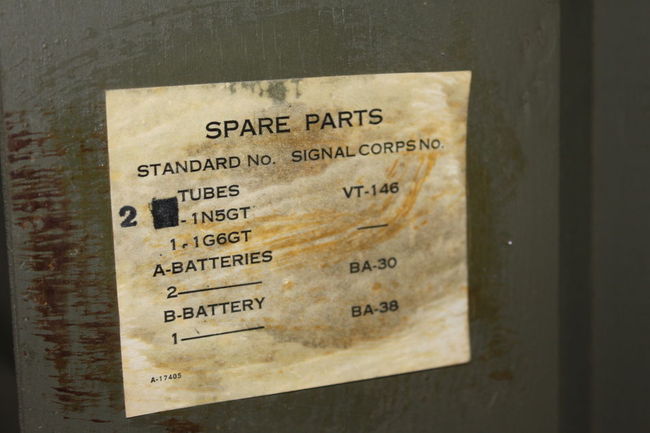 SPARE PARTS
STANDARD No. SIGNAL CORPS No.
TUBES VT-146
2 - 1N5GT
1 - 1G6GT —
A-BATTERIES BA-30
2 —
B-BATTERY BA-38
1 —
A-17405